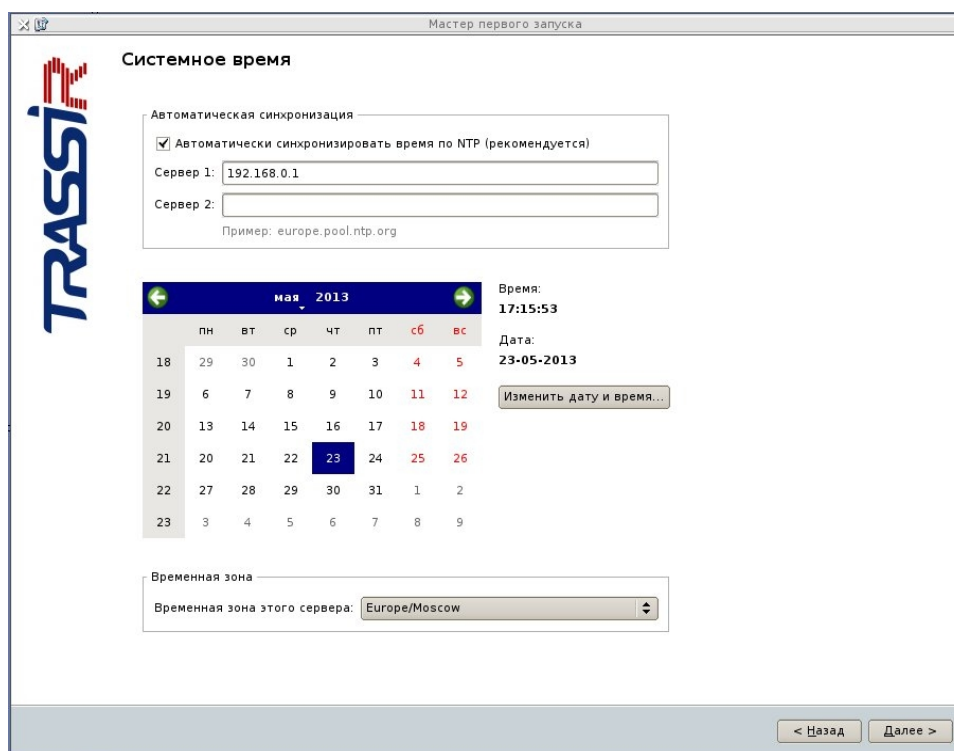 Мастер первого запуска
TRASSIR
Системное время
Автоматическая синхронизация
Автоматически синхронизировать время по NTP (рекомендуется)
Сервер 1: 192.168.0.1
Сервер 2:
Пример: europe.pool.ntp.org
мая 2013
пн вт ср чт пт сб вс
18 29 30 1 2 3 4 5
19 6 7 8 9 10 11 12
20 13 14 15 16 17 18 19
21 20 21 22 23 24 25 26
22 27 28 29 30 31 1 2
23 3 4 5 6 7 8 9
Время:
17:15:53
Дата:
23-05-2013
Изменить дату и время...
Временная зона
Временная зона этого сервера: Europe/Moscow
< Назад Далее >